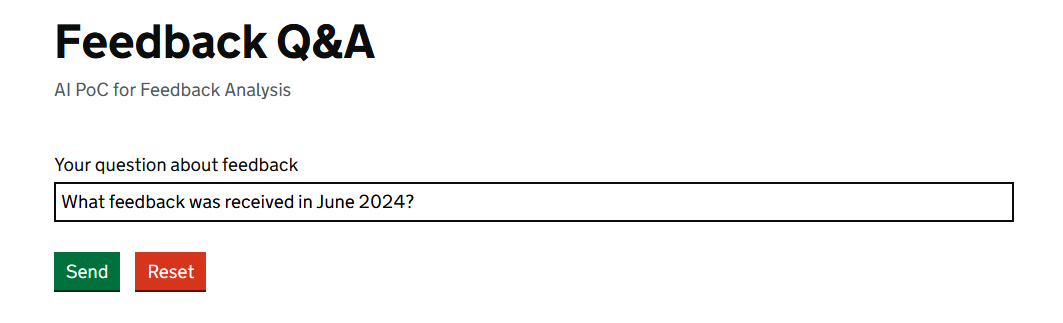 Feedback Q&A
AI PoC for Feedback Analysis
Your question about feedback
What feedback was received in June 2024?
Send Reset